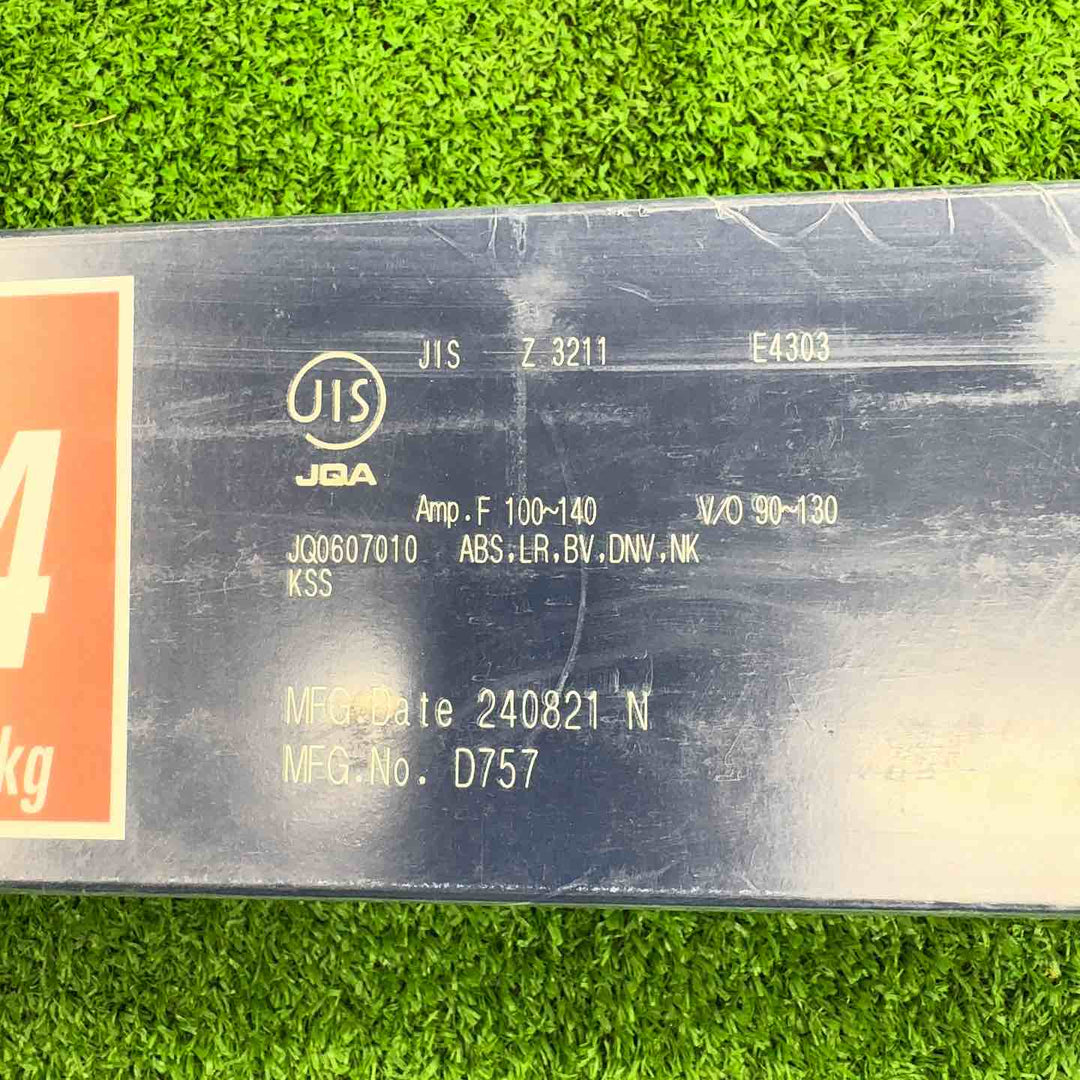 4
kg
JIS Z 3211 E4303
JIS
JQA
Amp.F 100~140 V/O 90~130
JQ0607010 ABS,LR,BV,DNV,NK
KSS
MFG.Date 240821 N
MFG.No. D757